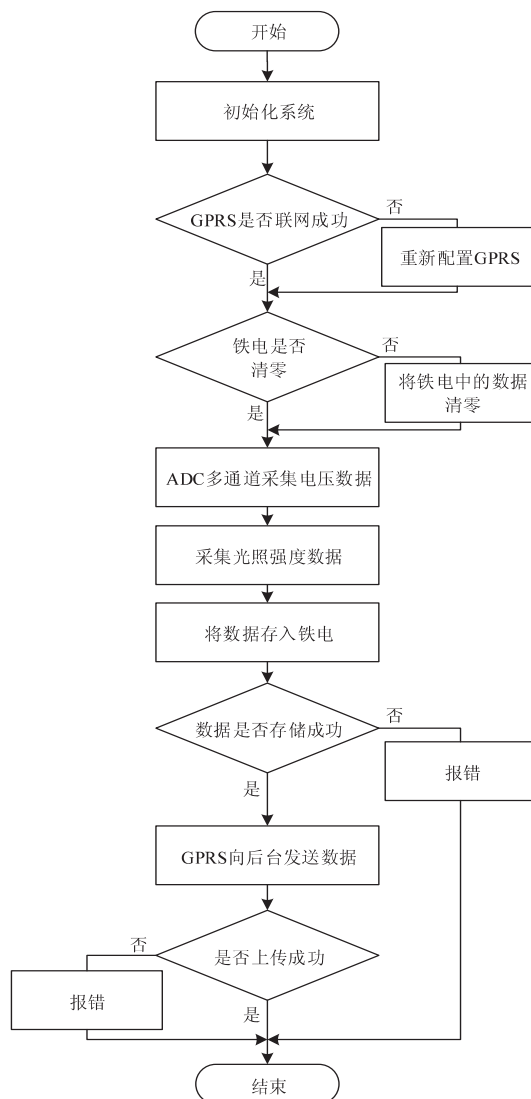 开始
初始化系统
GPRS是否联网成功
否
重新配置GPRS
是
铁电是否
清零
否
将铁电中的数据
清零
是
ADC多通道采集电压数据
采集光照强度数据
将数据存入铁电
数据是否存储成功
否
报错
是
GPRS向后台发送数据
是否上传成功
否
报错
是
结束